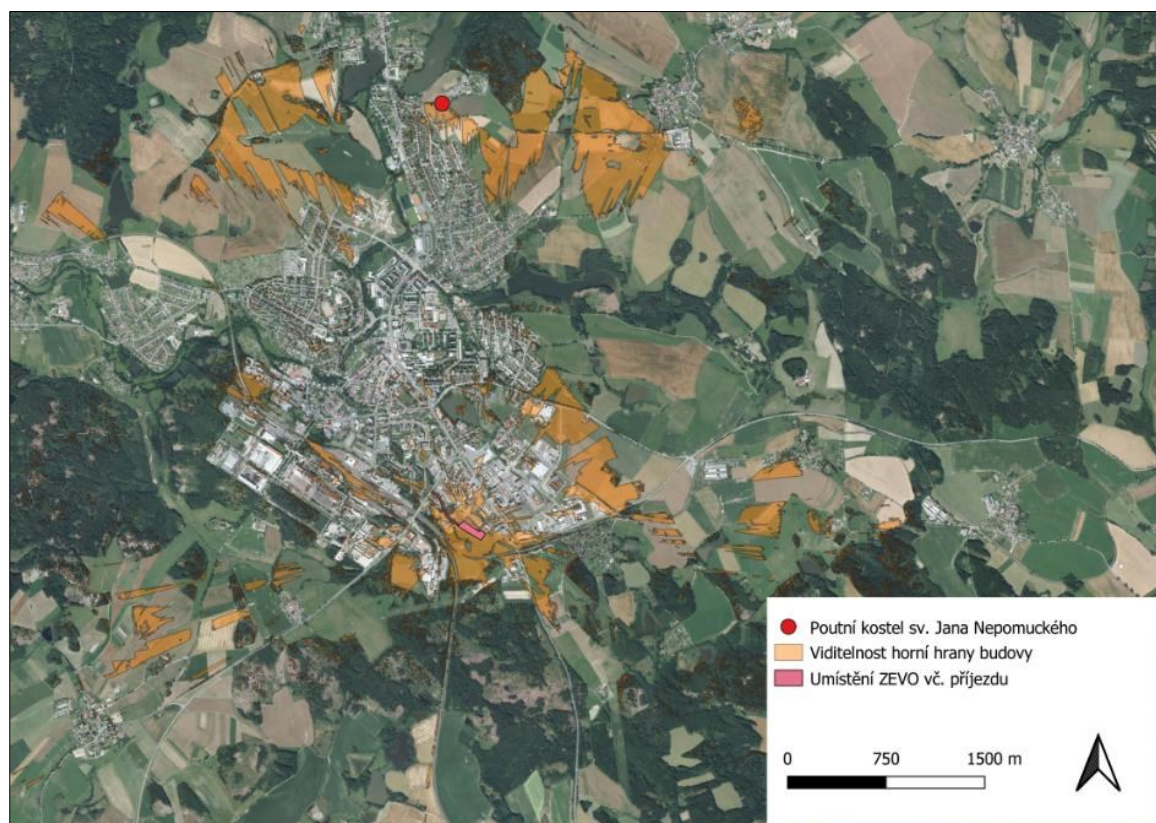 Poutní kostel sv. Jana Nepomuckého
Viditelnost horní hrany budovy
Umístění ZEVO vč. příjezdu
0 750 1500 m